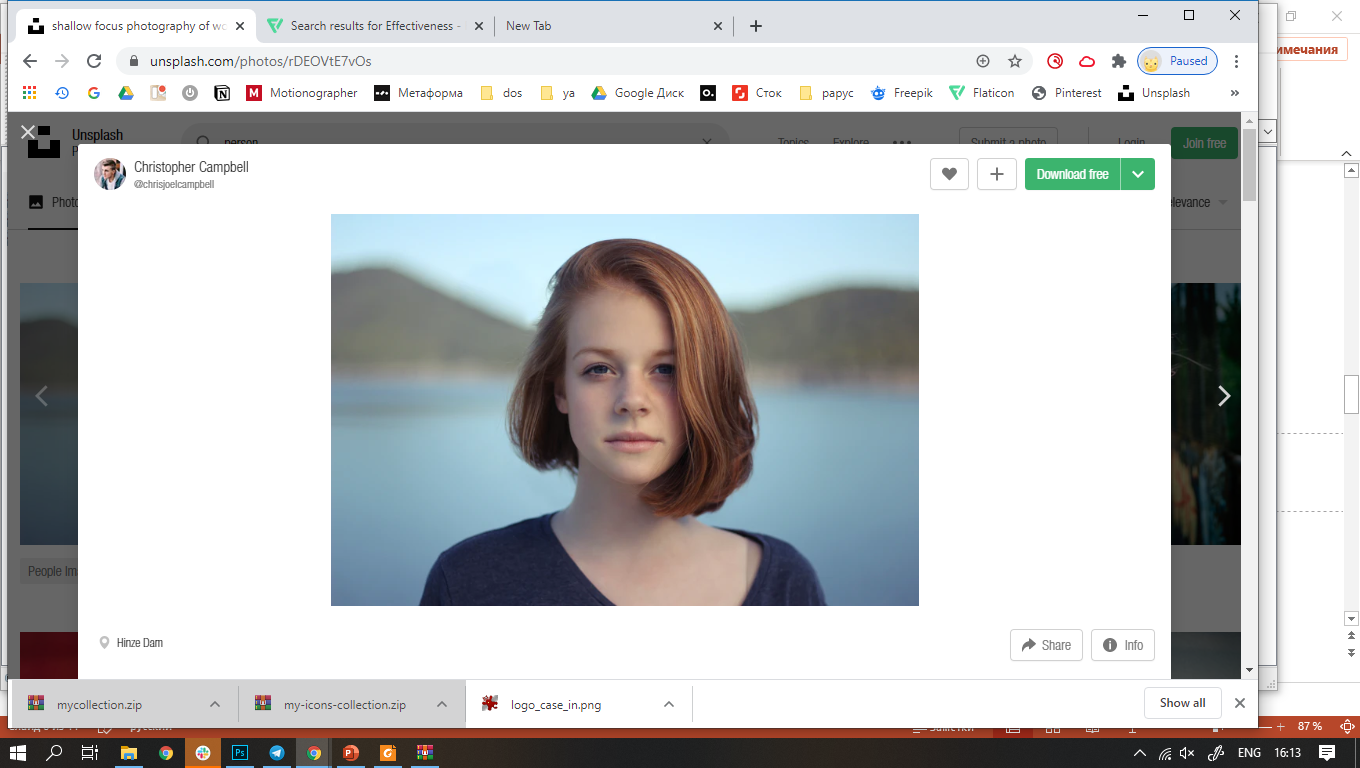 shallow focus photography of wo
Search results for Effectiveness -
New Tab
unsplash.com/photos/rDEOVtE7vOs
Paused
имечания
Motionographer
Метаформа
dos
ya
Google Диск
Сток
рарус
Freepik
Flaticon
Pinterest
Unsplash
Unsplash
person
Topics
Explore
Submit a photo
Login
Join free
Christopher Campbell
@chrisjoelcampbell
Download free
Photo
elevance
People Im
Hinze Dam
Share
Info
mycollection.zip
my-icons-collection.zip
logo_case_in.png
Show all
87 %
ENG
16:13